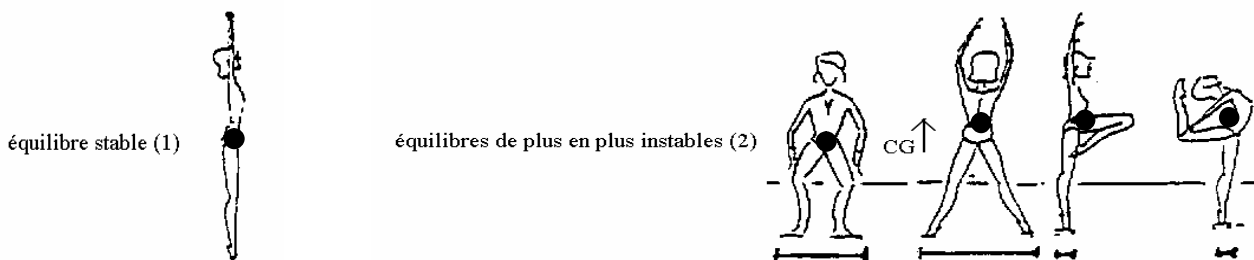 équilibre stable (1)
équilibres de plus en plus instables (2)
CG